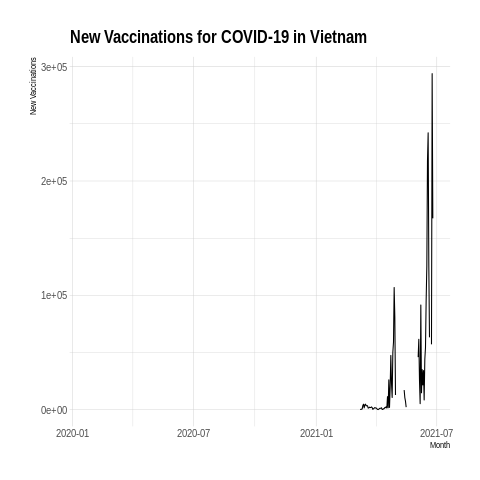 New Vaccinations for COVID-19 in Vietnam
New Vaccinations
3e+05
2e+05
1e+05
0e+00
2020-01
2020-07
2021-01
2021-07
Month